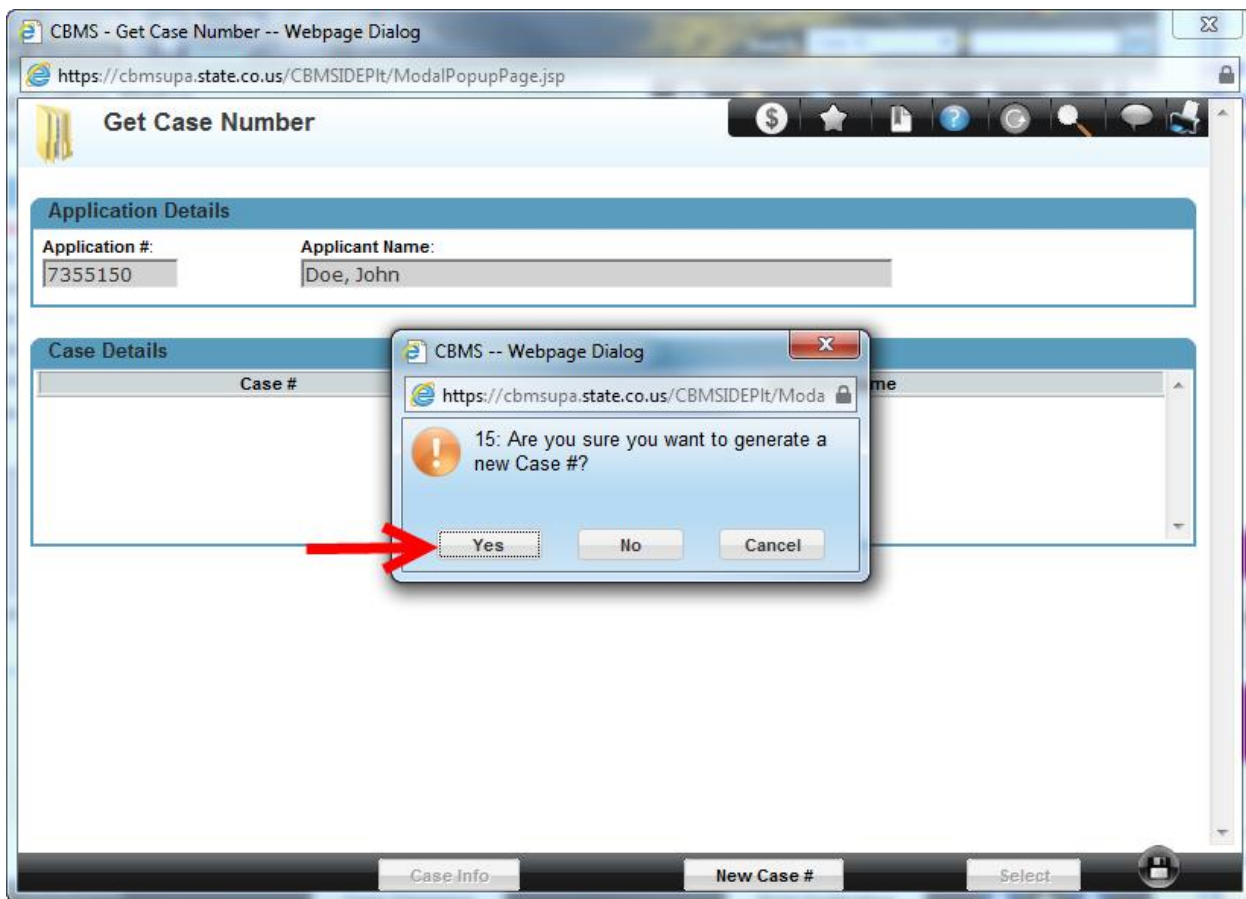 CBMS - Get Case Number -- Webpage Dialog
https://cbmsupa.state.co.us/CBMSIDEPlt/ModalPopupPage.jsp
Get Case Number
$
?
Application Details
Application #:
Applicant Name:
7355150
Doe, John
Case Details
Case #
me
CBMS -- Webpage Dialog
https://cbmsupa.state.co.us/CBMSIDEPlt/Moda
15: Are you sure you want to generate a
new Case #?
Yes
No
Cancel
Case Info
New Case #
Select